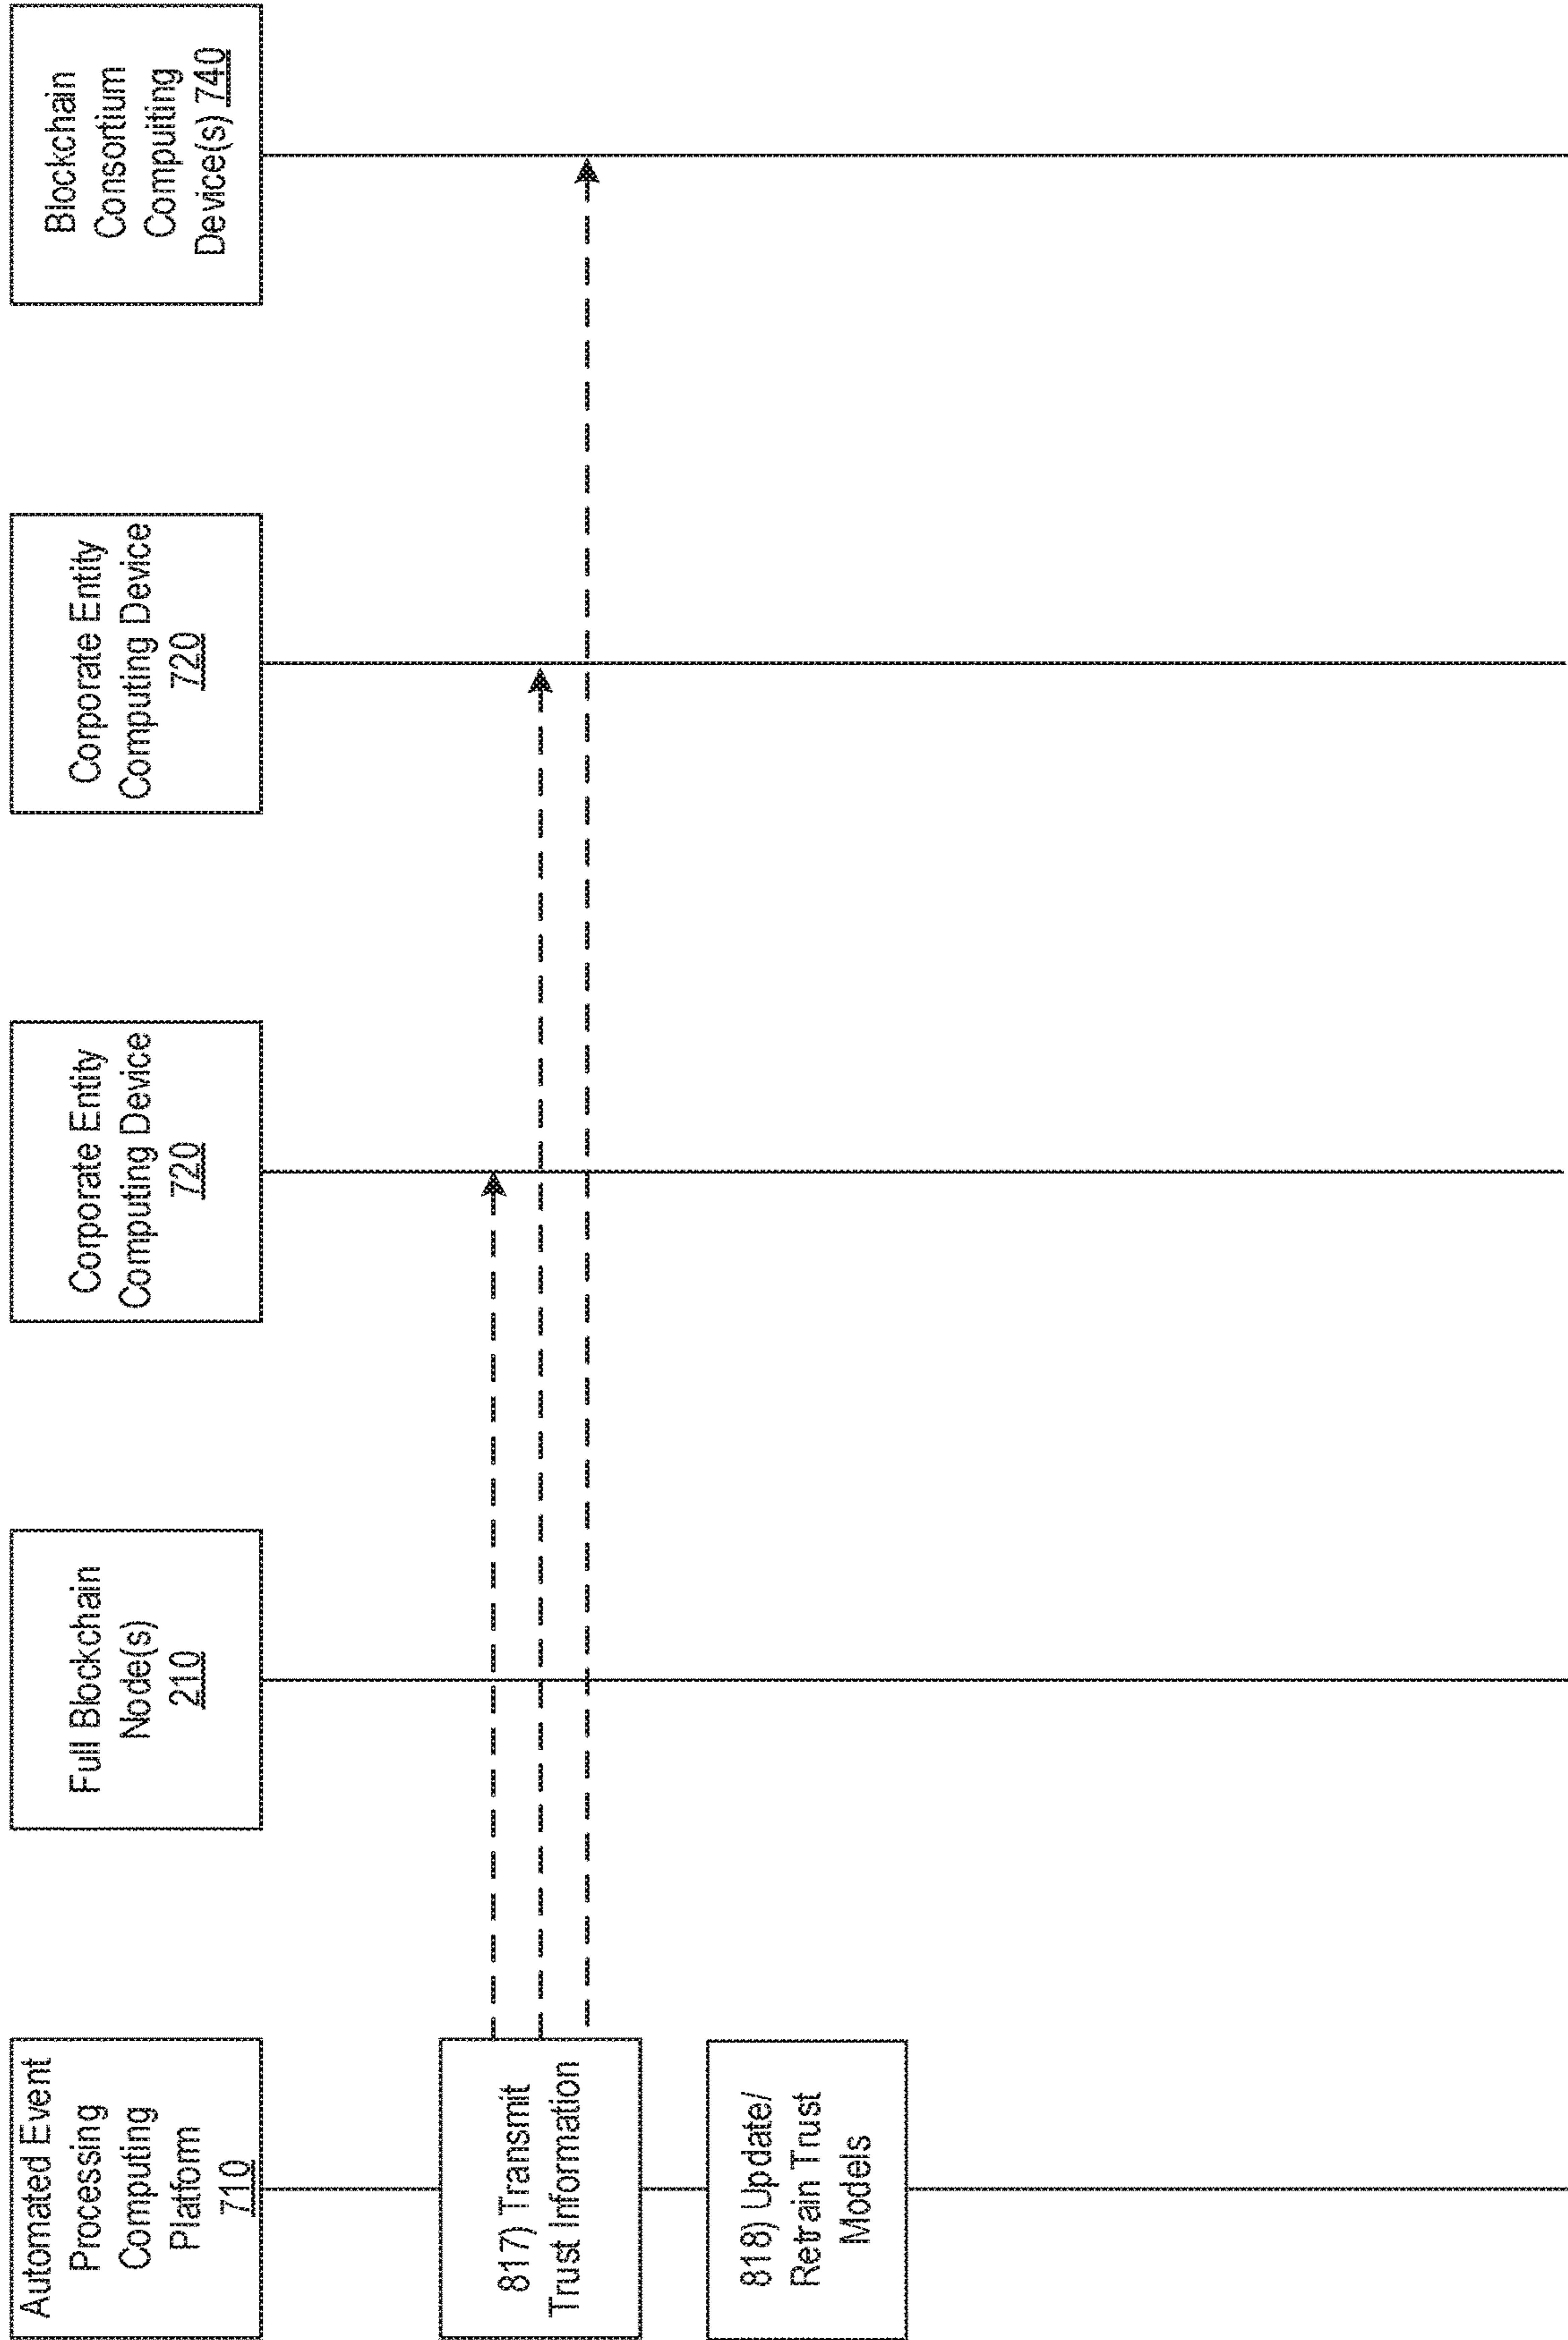 Automated Event
Processing
Computing
Platform
710
Full Blockchain
Node(s)
210
Corporate Entity
Computing Device
720
Corporate Entity
Computing Device
720
Blockchain
Consortium
Compuiting
Device(s) 740
817) Transmit
Trust Information
818) Update/
Retrain Trust
Models